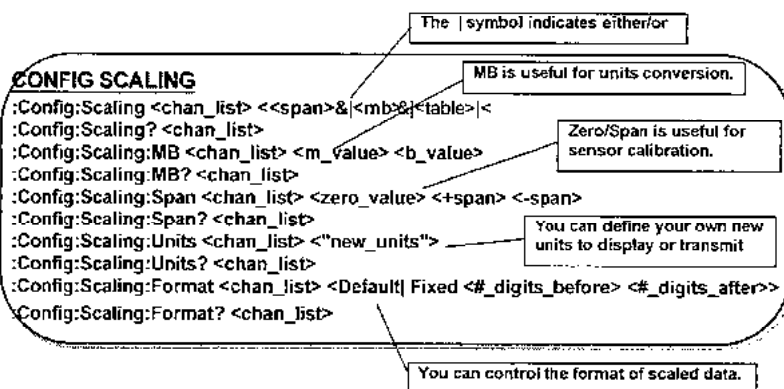 The | symbol indicates either/or
CONFIG SCALING
MB is useful for units conversion.
:Config:Scaling <chan_list> <<span>&|<mb>&|<table>|<
:Config:Scaling? <chan_list>
:Config:Scaling:MB <chan_list> <m_value> <b_value>
Zero/Span is useful for
sensor calibration.
:Config:Scaling:MB? <chan_list>
:Config:Scaling:Span <chan_list> <zero_value> <+span> <-span>
:Config:Scaling:Span? <chan_list>
:Config:Scaling:Units <chan_list> <"new_units">
You can define your own new
units to display or transmit
:Config:Scaling:Units? <chan_list>
:Config:Scaling:Format <chan_list> <Default| Fixed <#_digits_before> <#_digits_after>>
:Config:Scaling:Format? <chan_list>
You can control the format of scaled data.